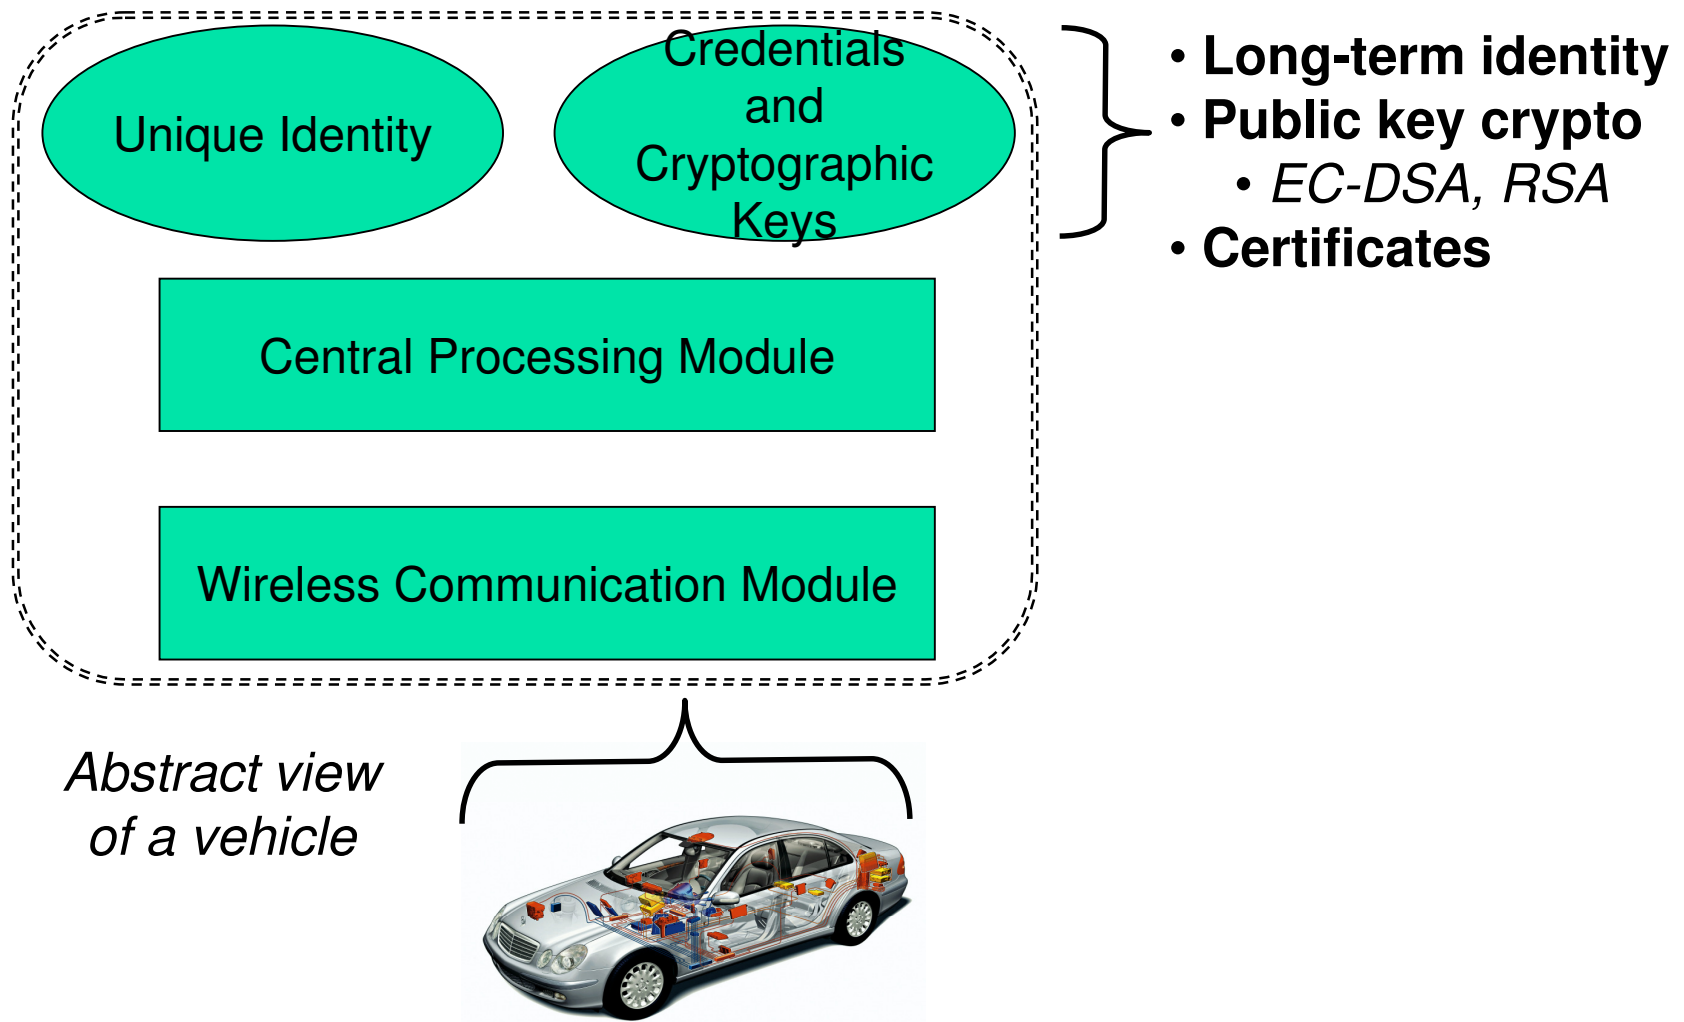 Unique Identity
Credentials
and
Cryptographic
Keys
• Long-term identity
• Public key crypto
• EC-DSA, RSA
• Certificates
Central Processing Module
Wireless Communication Module
Abstract view
of a vehicle